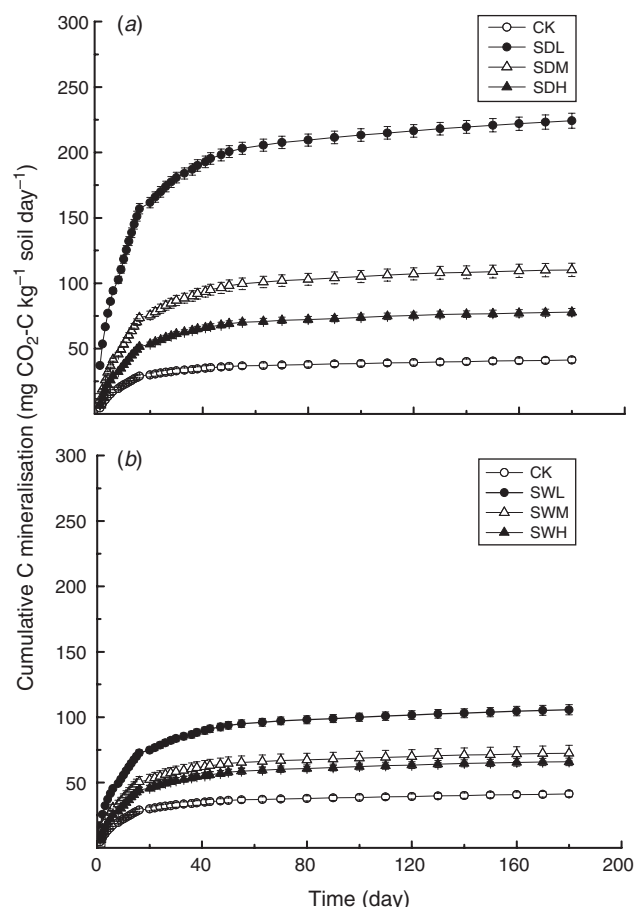 Cumulative C mineralisation (mg CO2-C kg−1 soil day−1)
(a)
CK
SDL
SDM
SDH
300
250
200
150
100
50
(b)
CK
SWL
SWM
SWH
300
250
200
150
100
50
0 40 80 120 160 200
Time (day)